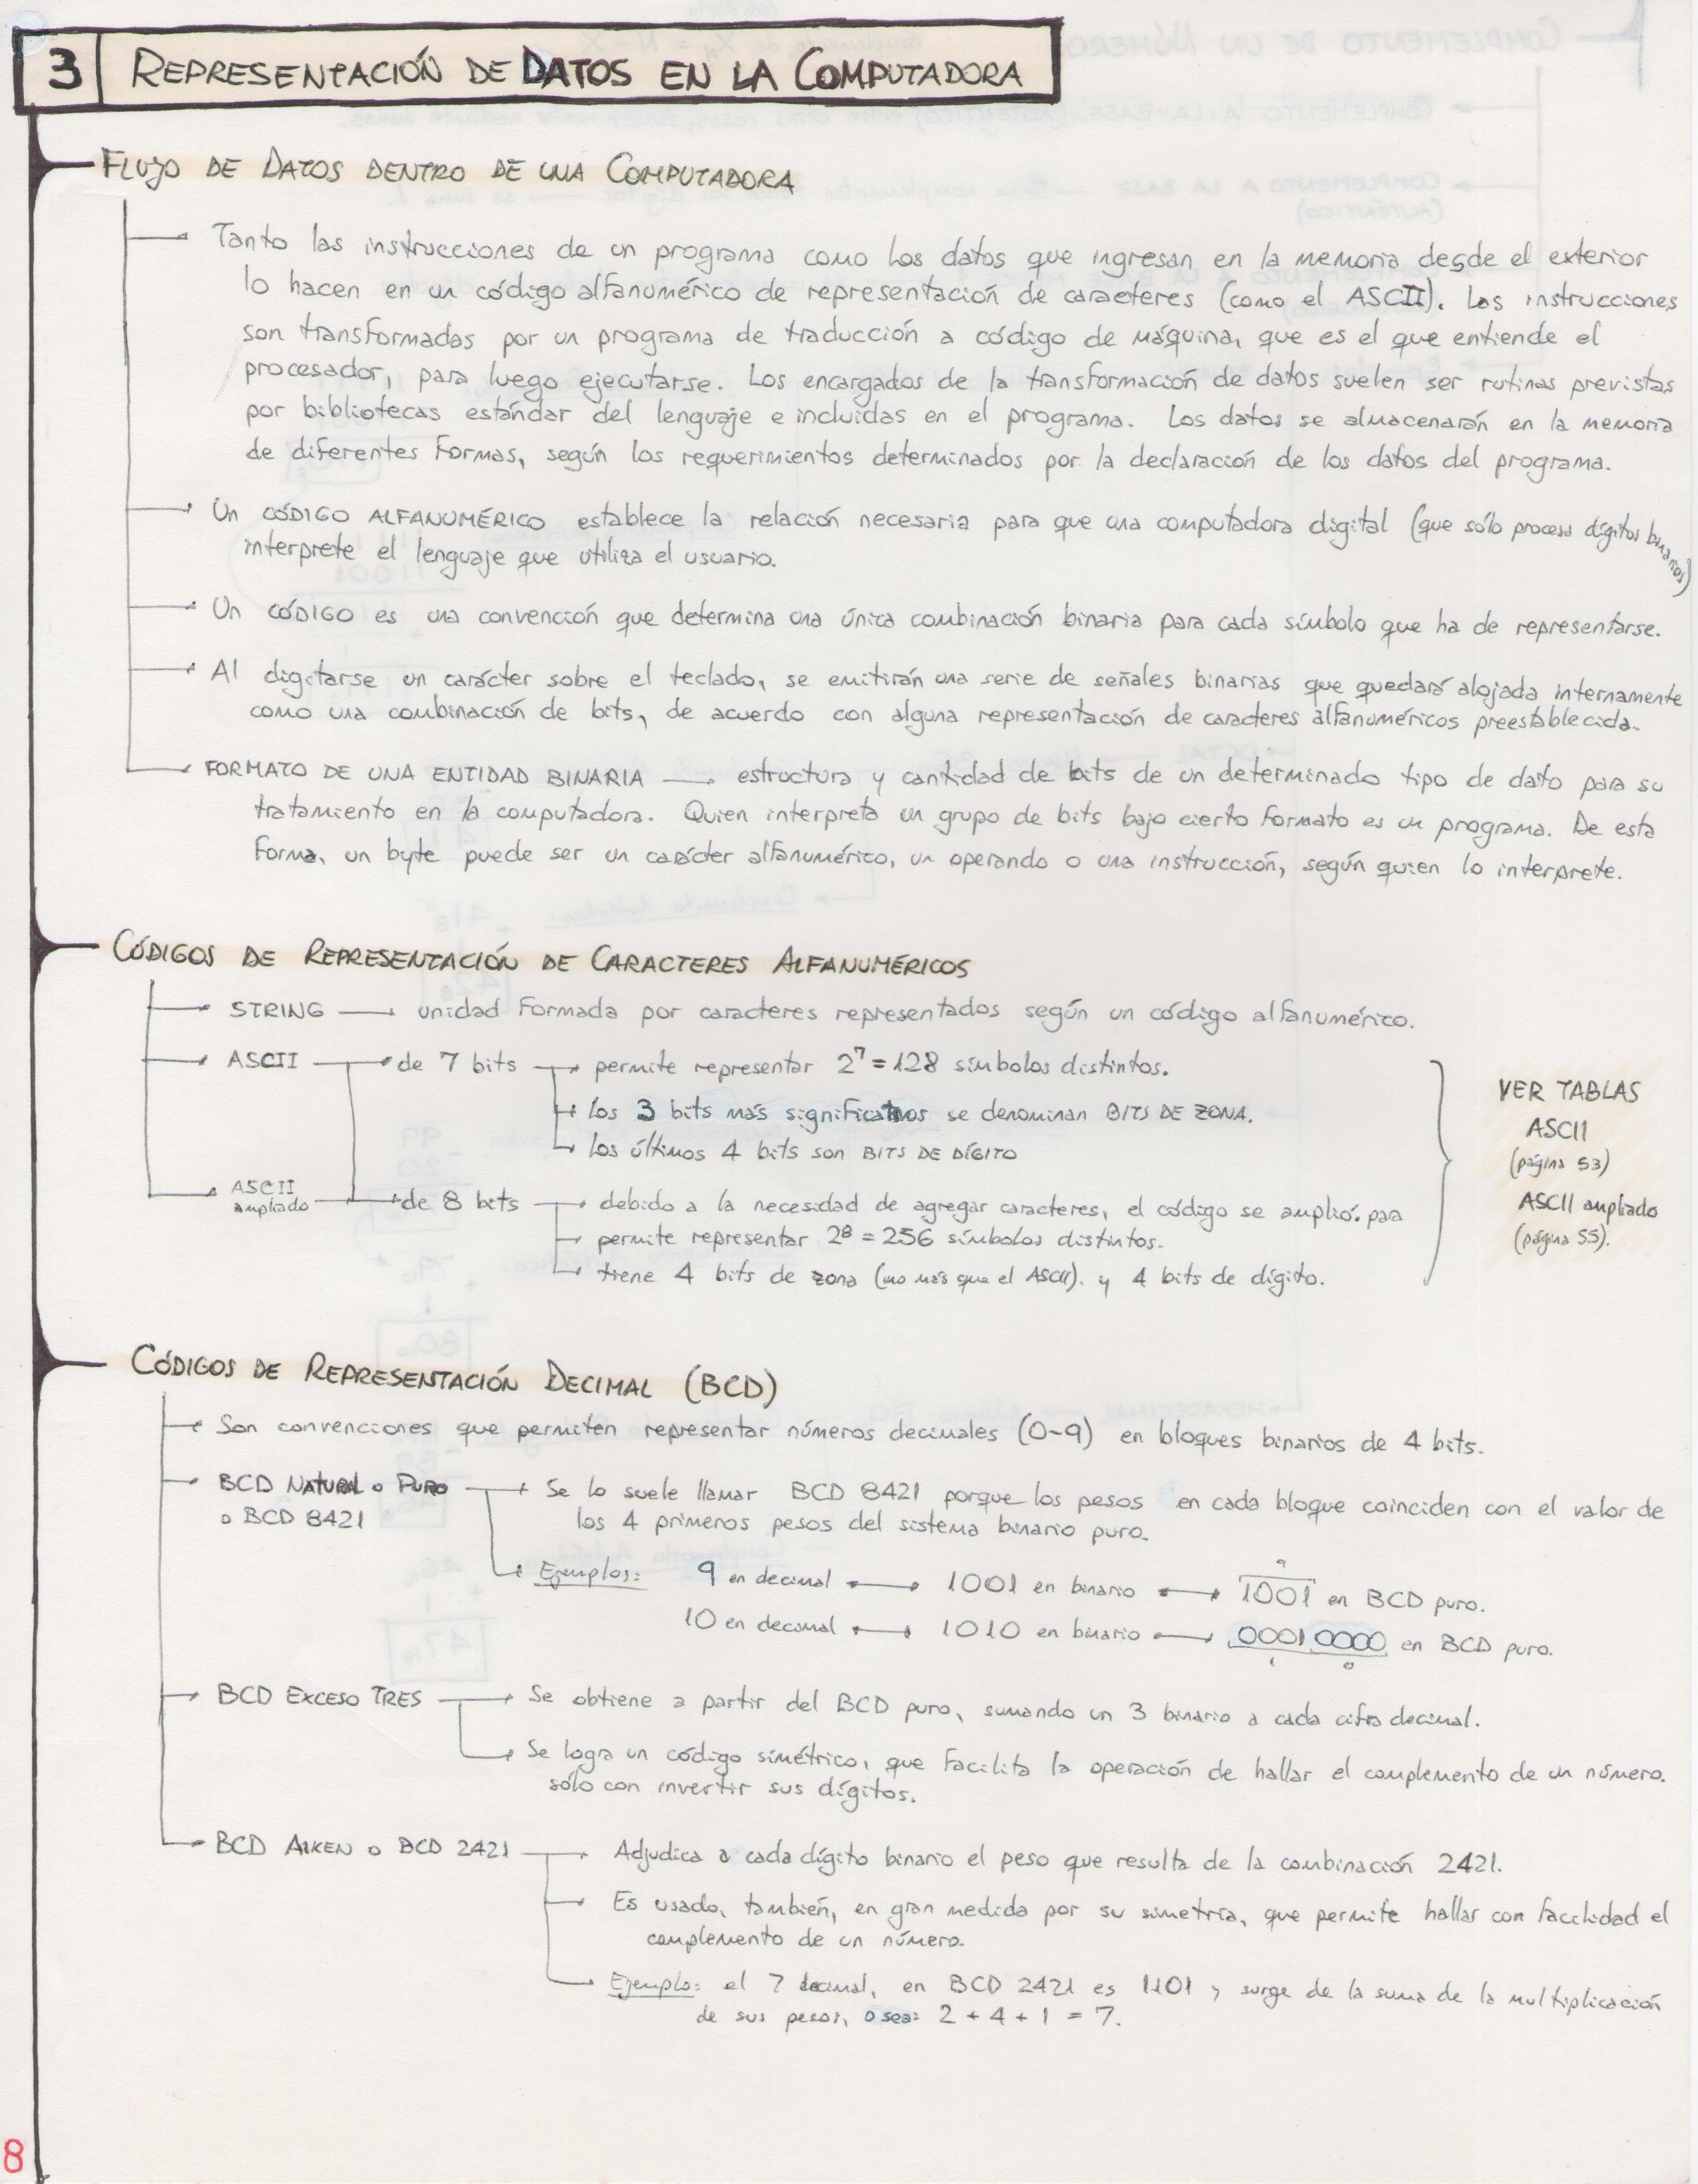 3 REPRESENTACIÓN DE DATOS EN LA COMPUTADORA
FLUJO DE DATOS DENTRO DE UNA COMPUTADORA
Tanto las instrucciones de un programa como los datos que ingresan en la memoria desde el exterior
lo hacen en un código alfanumérico de representación de caracteres (como el ASCII). Las instrucciones
son transformadas por un programa de traducción a código de máquina, que es el que entiende el
procesador, para luego ejecutarse. Los encargados de la transformación de datos suelen ser rutinas previstas
por bibliotecas estándar del lenguaje e incluidas en el programa. Los datos se almacenarán en la memoria
de diferentes formas, según los requerimientos determinados por la declaración de los datos del programa.
Un CÓDIGO ALFANUMÉRICO establece la relación necesaria para que una computadora digital (que sólo procesa dígitos binarios)
interprete el lenguaje que utiliza el usuario.
Un CÓDIGO es una convención que determina una única combinación binaria para cada símbolo que ha de representarse.
Al digitarse un carácter sobre el teclado, se emitirán una serie de señales binarias que quedará alojada internamente
como una combinación de bits, de acuerdo con alguna representación de caracteres alfanuméricos preestablecida.
FORMATO DE UNA ENTIDAD BINARIA → estructura y cantidad de bits de un determinado tipo de dato para su
tratamiento en la computadora. Quien interpreta un grupo de bits bajo cierto formato es un programa. De esta
forma, un byte puede ser un carácter alfanumérico, un operando o una instrucción, según quien lo interprete.
CÓDIGOS DE REPRESENTACIÓN DE CARACTERES ALFANUMÉRICOS
STRING → unidad formada por caracteres representados según un código alfanumérico.
ASCII → de 7 bits → permite representar 2⁷ = 128 símbolos distintos.
los 3 bits más significativos se denominan BITS DE ZONA.
los últimos 4 bits son BITS DE DÍGITO
ASCII ampliado → de 8 bits → debido a la necesidad de agregar caracteres, el código se amplió. para
permite representar 2⁸ = 256 símbolos distintos.
tiene 4 bits de zona (uno más que el ASCII). y 4 bits de dígito.
VER TABLAS
ASCII
(página 53)
ASCII ampliado
(página 55).
CÓDIGOS DE REPRESENTACIÓN DECIMAL (BCD)
Son convenciones que permiten representar números decimales (0-9) en bloques binarios de 4 bits.
BCD NATURAL o PURO → Se lo suele llamar BCD 8421 porque los pesos en cada bloque coinciden con el valor de
o BCD 8421 los 4 primeros pesos del sistema binario puro.
Ejemplos: 9 en decimal ↔ 1001 en binario ↔ 1001 en BCD puro.
9
10 en decimal ↔ 1010 en binario ↔ 0001 0000 en BCD puro.
1 0
BCD EXCESO TRES → Se obtiene a partir del BCD puro, sumando un 3 binario a cada cifra decimal.
Se logra un código simétrico, que facilita la operación de hallar el complemento de un número.
sólo con invertir sus dígitos.
BCD AIKEN o BCD 2421 → Adjudica a cada dígito binario el peso que resulta de la combinación 2421.
Es usado, también, en gran medida por su simetría, que permite hallar con facilidad el
complemento de un número.
Ejemplo: el 7 decimal, en BCD 2421 es 1101 y surge de la suma de la multiplicación
de sus pesos, o sea: 2 + 4 + 1 = 7.
8